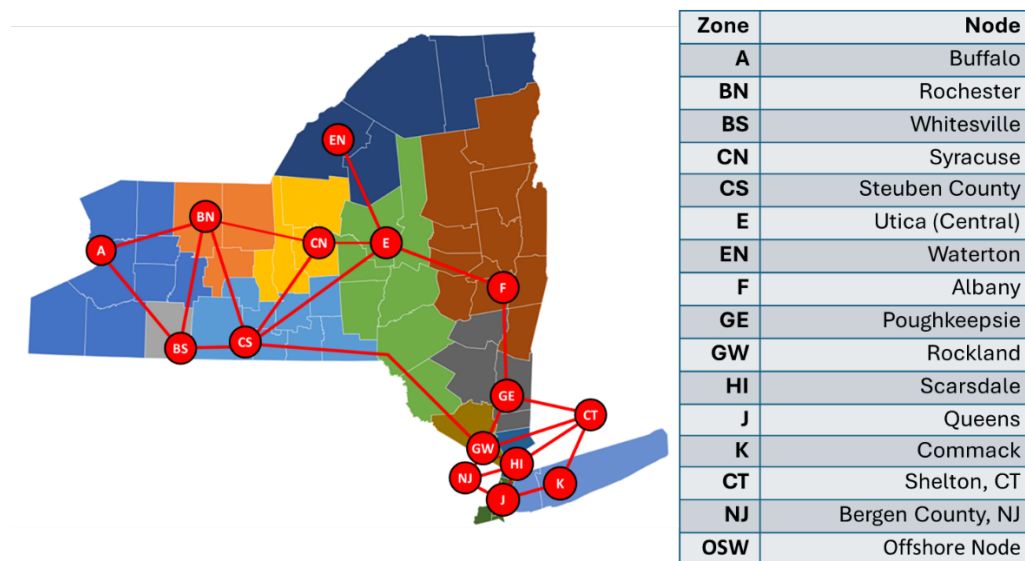 EN
BN
A
CN
E
F
BS
CS
GE
CT
GW
HI
NJ
K
J
Zone Node
A Buffalo
BN Rochester
BS Whitesville
CN Syracuse
CS Steuben County
E Utica (Central)
EN Waterton
F Albany
GE Poughkeepsie
GW Rockland
HI Scarsdale
J Queens
K Commack
CT Shelton, CT
NJ Bergen County, NJ
OSW Offshore Node